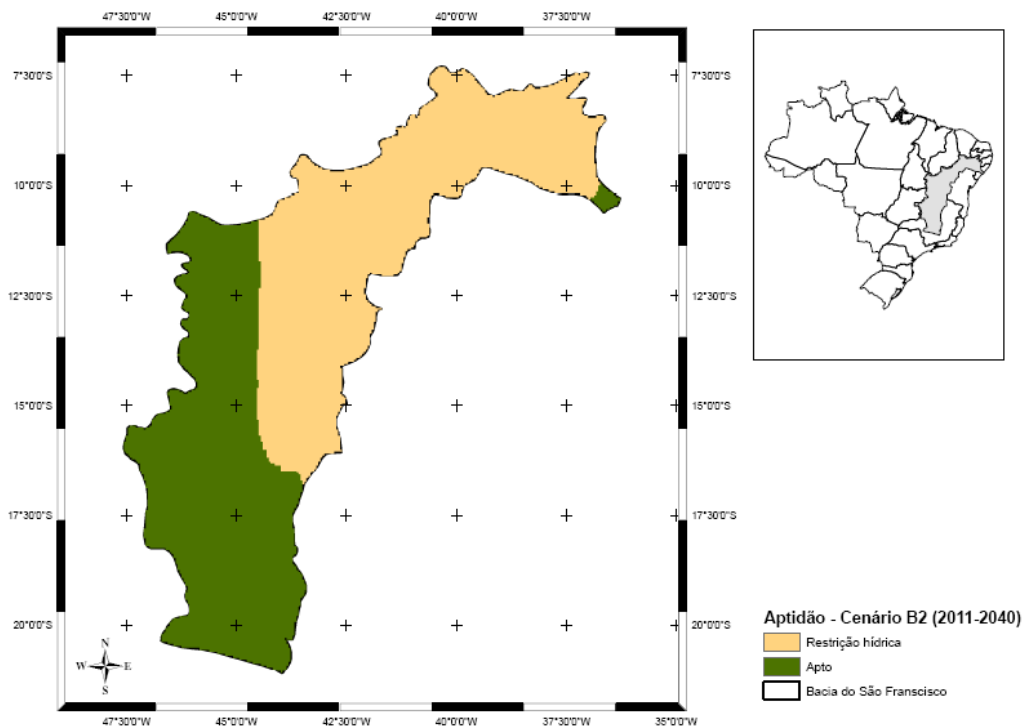 47°30'0"W 45°0'0"W 42°30'0"W 40°0'0"W 37°30'0"W
7°30'0"S 7°30'0"S
10°0'0"S 10°0'0"S
12°30'0"S 12°30'0"S
15°0'0"S 15°0'0"S
17°30'0"S 17°30'0"S
20°0'0"S 20°0'0"S
N
W E
S
47°30'0"W 45°0'0"W 42°30'0"W 40°0'0"W 37°30'0"W 35°0'0"W
Aptidão - Cenário B2 (2011-2040)
Restrição hídrica
Apto
Bacia do São Franscisco